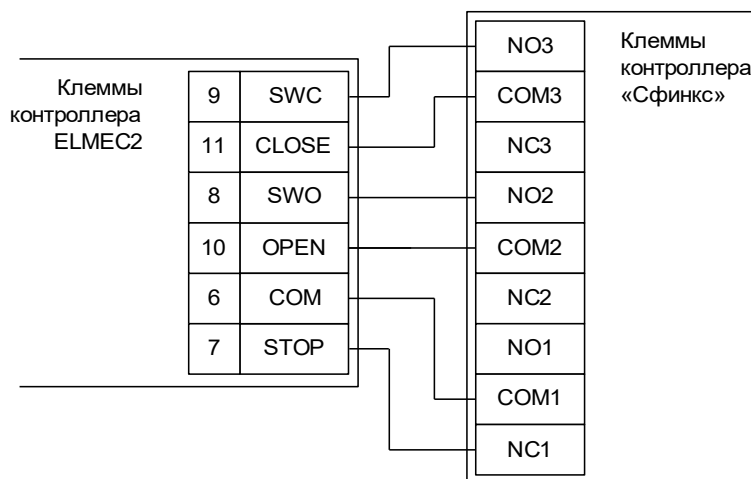 Клеммы
контроллера
ELMEC2
9 SWC
11 CLOSE
8 SWO
10 OPEN
6 COM
7 STOP
NO3
COM3
NC3
NO2
COM2
NC2
NO1
COM1
NC1
Клеммы
контроллера
«Сфинкс»